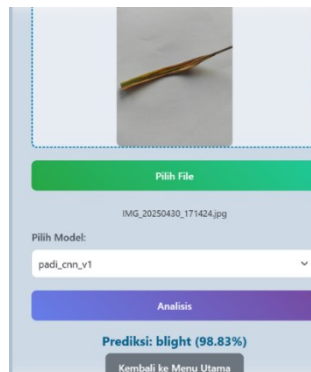 Pilih File
IMG_20250430_171424.jpg
Pilih Model:
padi_cnn_v1
Analisis
Prediksi: blight (98.83%)
Kembali ke Menu Utama